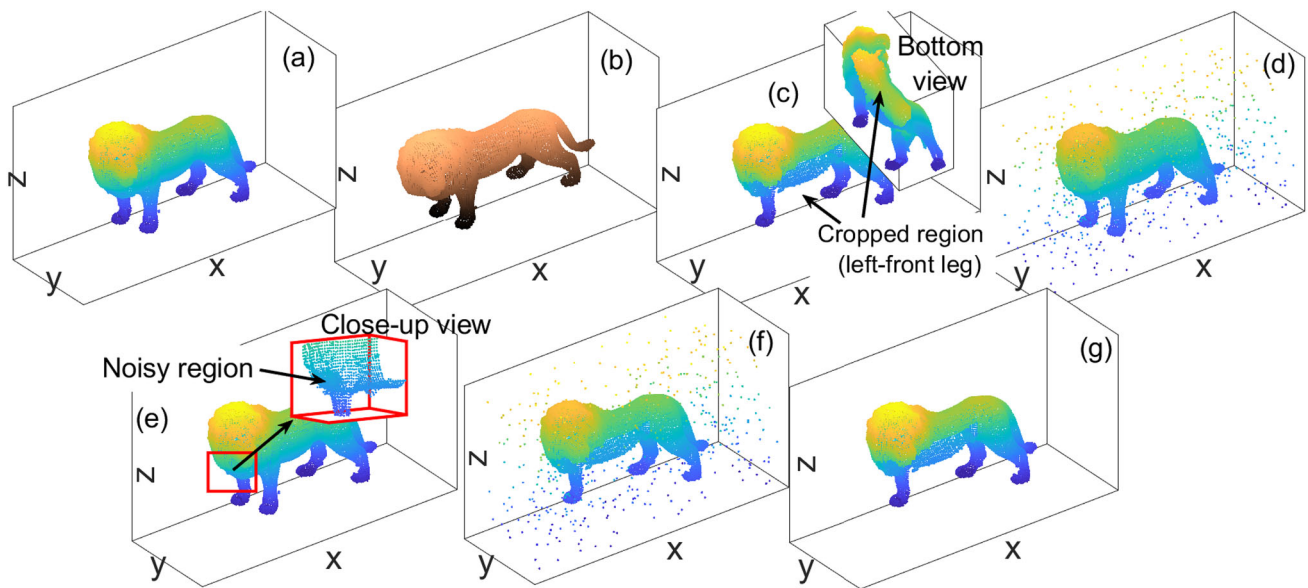 (a)
z
y
x
(b)
z
y
x
(c)
Bottom
view
z
Cropped region
(left-front leg)
y
x
(d)
z
y
x
Close-up view
Noisy region
(e)
z
y
x
(f)
z
y
x
(g)
z
y
x